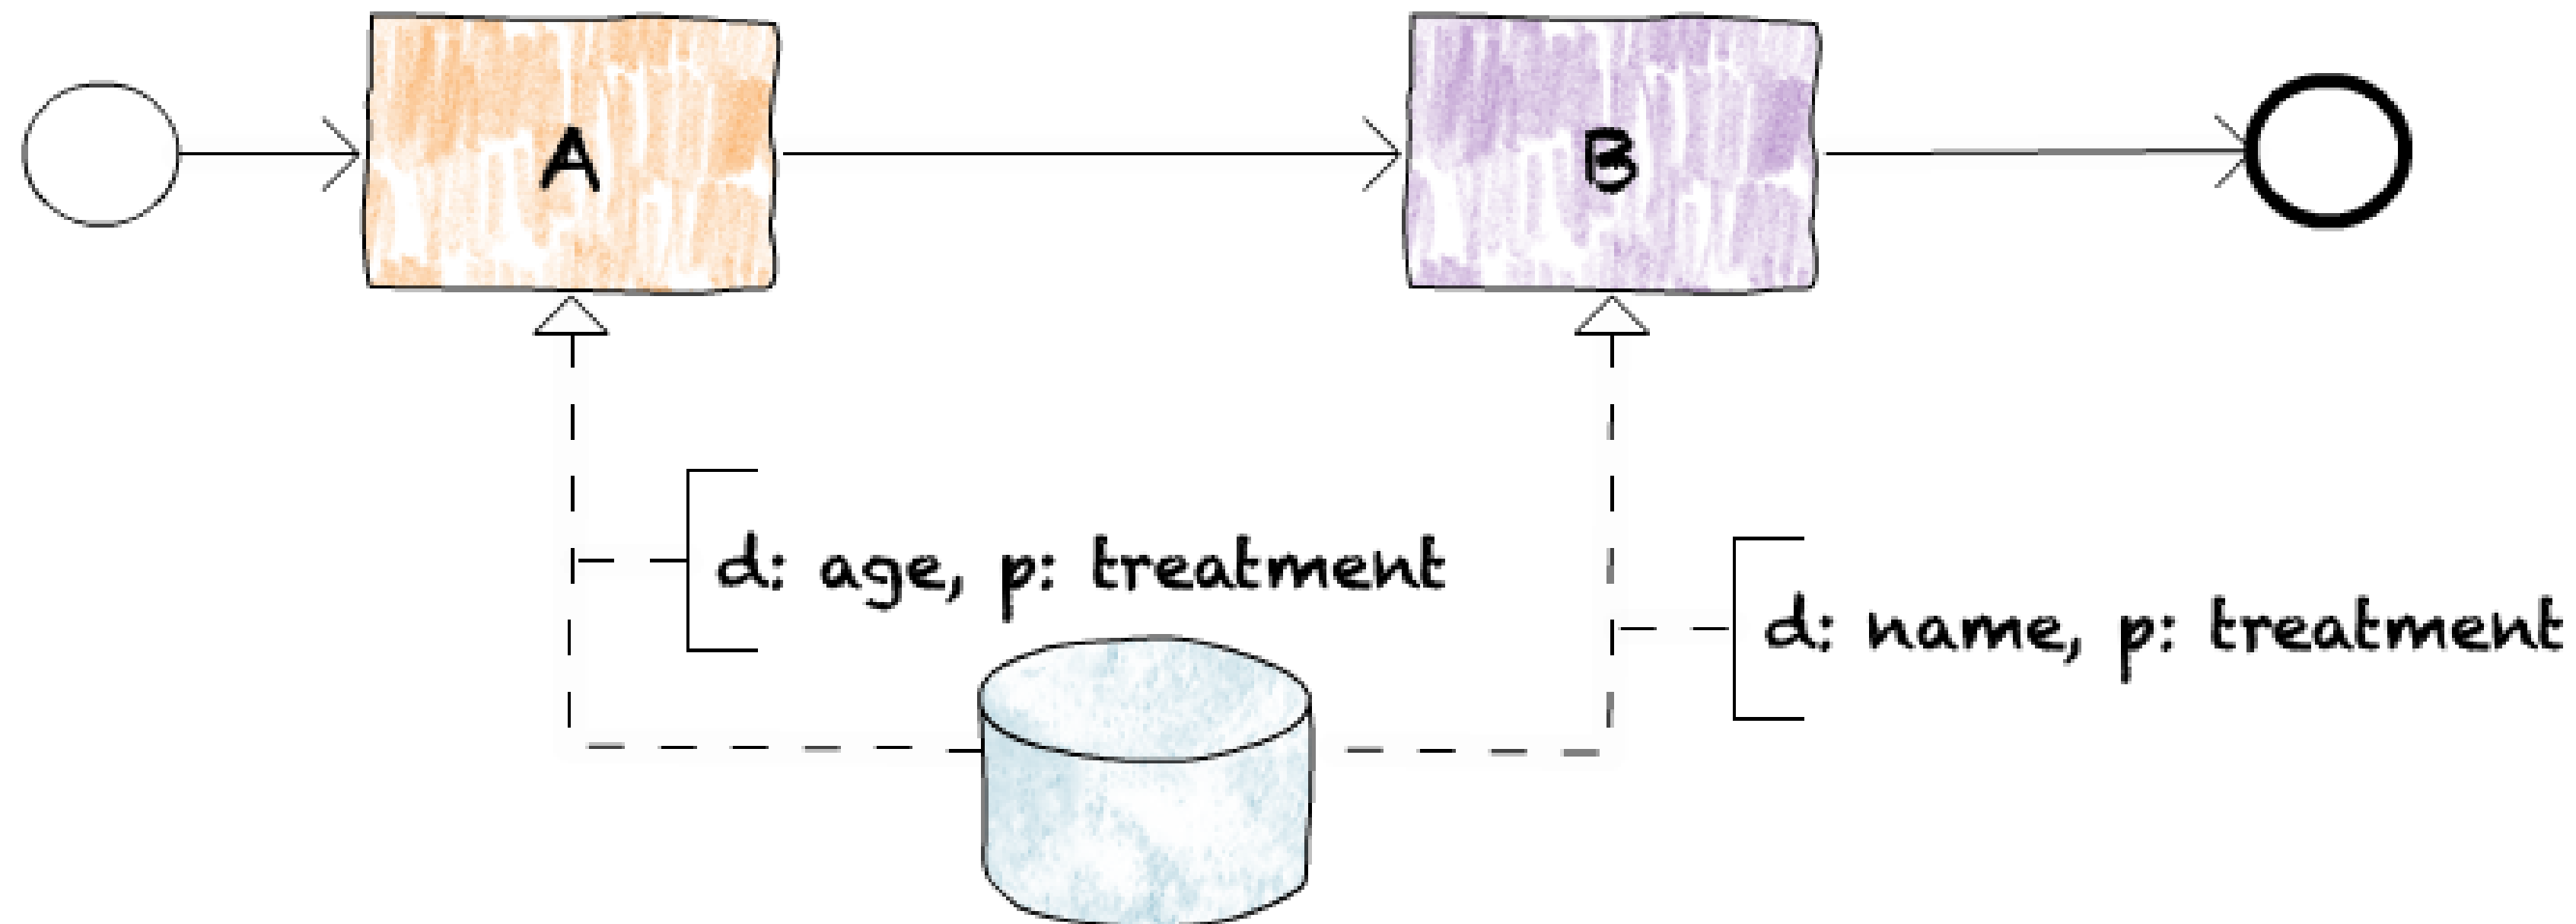 A
B
d: age, p: treatment
d: name, p: treatment